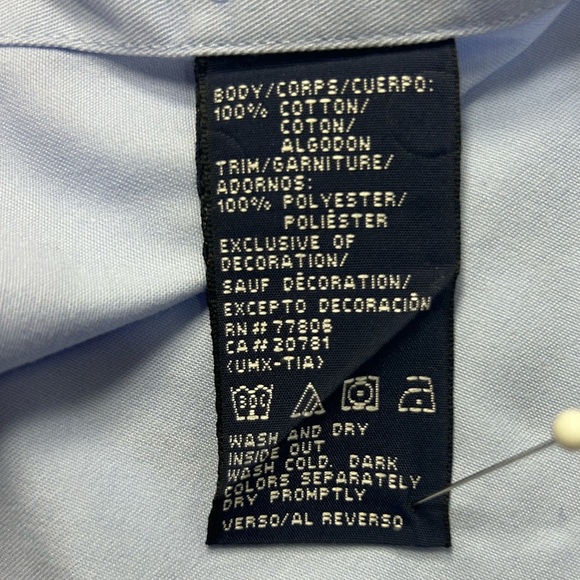 BODY/CORPS/CUERPO:
100% COTTON/
COTON/
ALGODON
TRIM/GARNITURE/
ADORNOS:
100% POLYESTER/
POLIÉSTER
EXCLUSIVE OF
DECORATION/
SAUF DÉCORATION/
EXCEPTO DECORACIÓN
RN# 77806
CA# 20781
(UMX-TIA)
WASH AND DRY
INSIDE OUT
WASH COLD. DARK
COLORS SEPARATELY
DRY PROMPTLY
VERSO/AL REVERSO